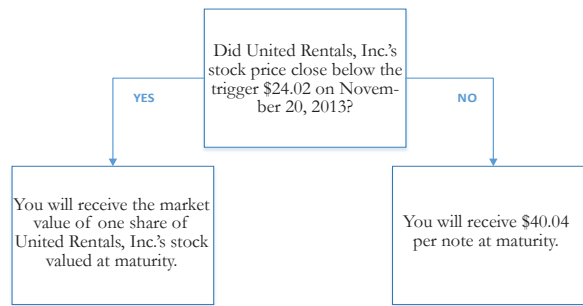 Did United Rentals, Inc.'s
stock price close below the
trigger $24.02 on Novem-
ber 20, 2013?
YES
NO
You will receive the market
value of one share of
United Rentals, Inc.'s stock
valued at maturity.
You will receive $40.04
per note at maturity.